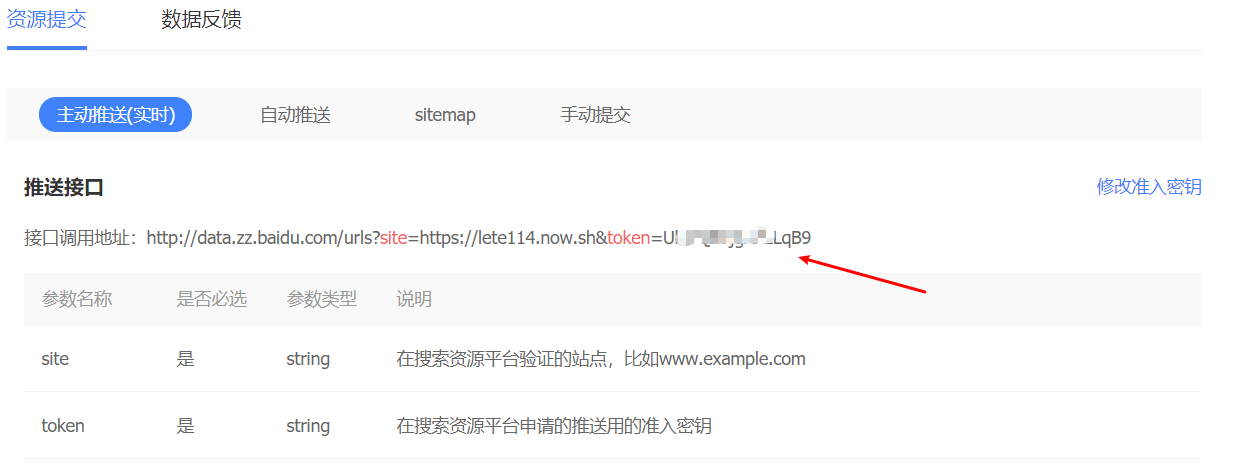 资源提交 数据反馈
主动推送(实时) 自动推送 sitemap 手动提交
推送接口 修改准入密钥
接口调用地址：http://data.zz.baidu.com/urls?site=https://lete114.now.sh&token=U LqB9
参数名称 是否必选 参数类型 说明
site 是 string 在搜索资源平台验证的站点，比如www.example.com
token 是 string 在搜索资源平台申请的推送用的准入密钥